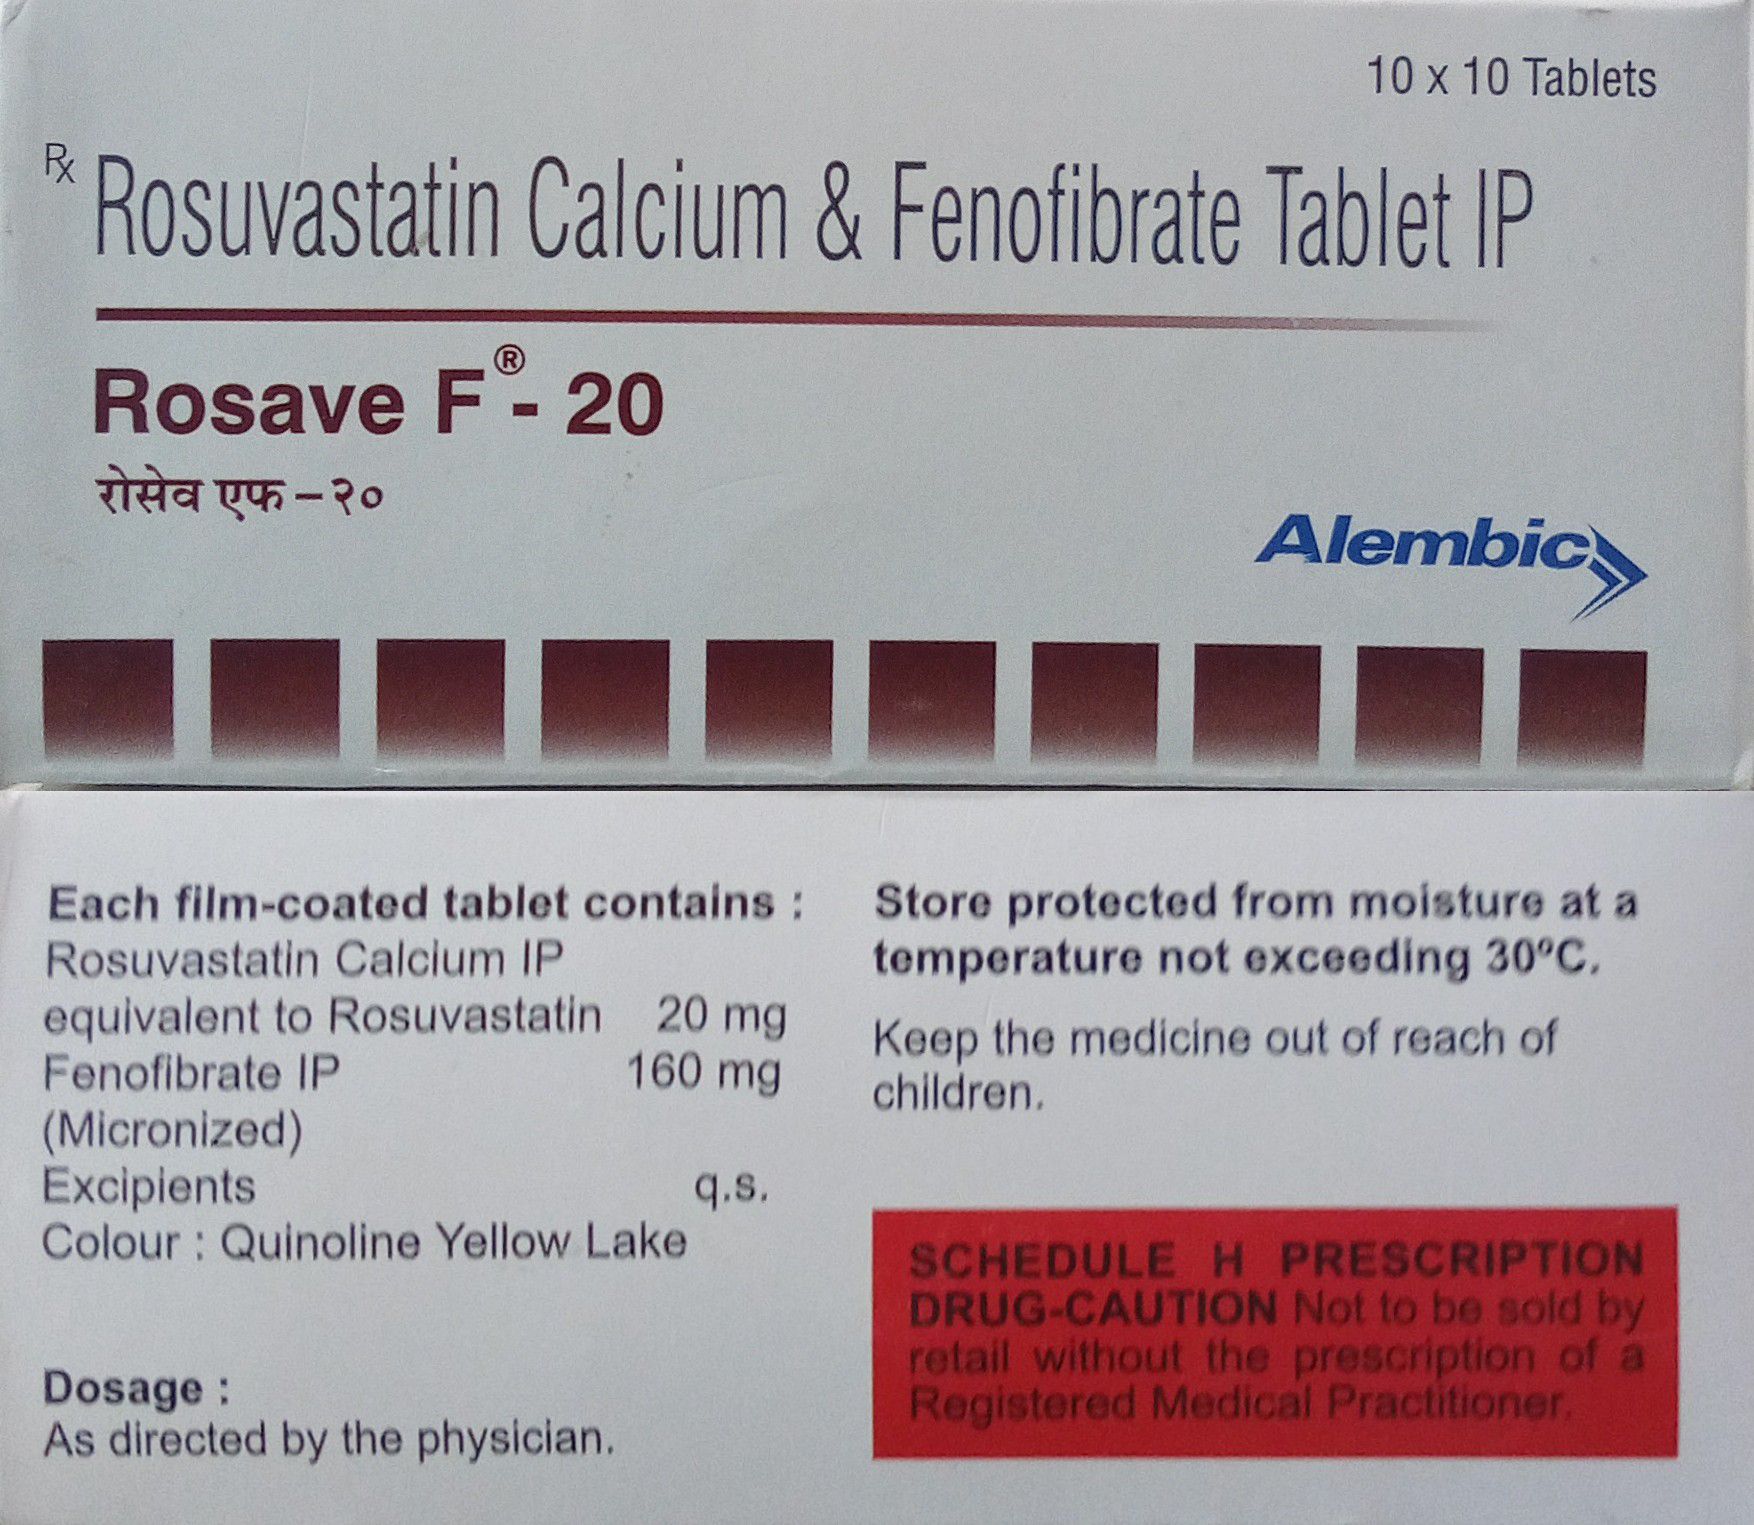 10 x 10 Tablets
Rx Rosuvastatin Calcium & Fenofibrate Tablet IP
Rosave F®- 20
रोसेव एफ – २०
Alembic
Each film-coated tablet contains :
Rosuvastatin Calcium IP
equivalent to Rosuvastatin 20 mg
Fenofibrate IP 160 mg
(Micronized)
Excipients q.s.
Colour : Quinoline Yellow Lake
Dosage :
As directed by the physician.
Store protected from moisture at a
temperature not exceeding 30ºC.
Keep the medicine out of reach of
children.
SCHEDULE H PRESCRIPTION
DRUG-CAUTION Not to be sold by
retail without the prescription of a
Registered Medical Practitioner.